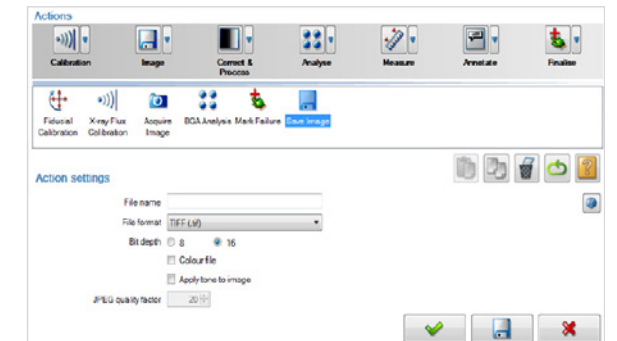 Actions
Calibration Image Correct & Process Analyse Measure Annotate Finalise
Fiducial Calibration X-ray Flux Calibration Acquire Image BGA Analysis Mark Failure Save Image
Action settings
File name
File format TIFF (.tif)
Bit depth 8 16
Colour file
Apply tone to image
JPEG quality factor 20